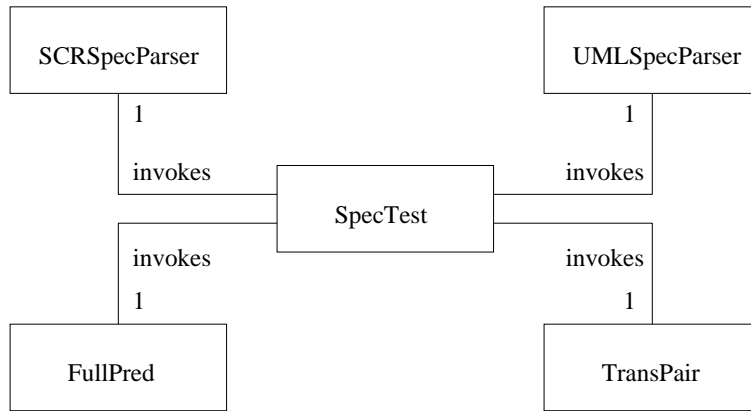 SCRSpecParser UMLSpecParser
1 1
invokes invokes
SpecTest
invokes invokes
1 1
FullPred TransPair